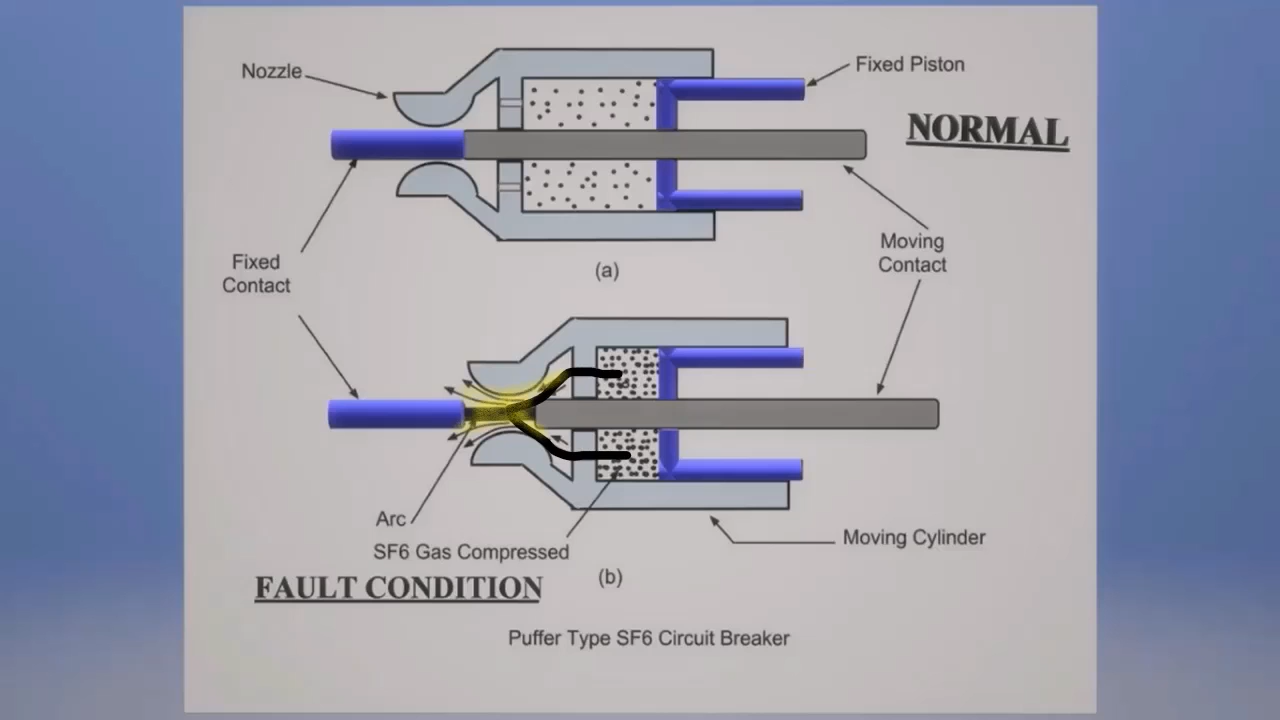 Nozzle
Fixed Piston
NORMAL
Fixed
Contact
Moving
Contact
(a)
Arc
SF6 Gas Compressed
Moving Cylinder
FAULT CONDITION
(b)
Puffer Type SF6 Circuit Breaker